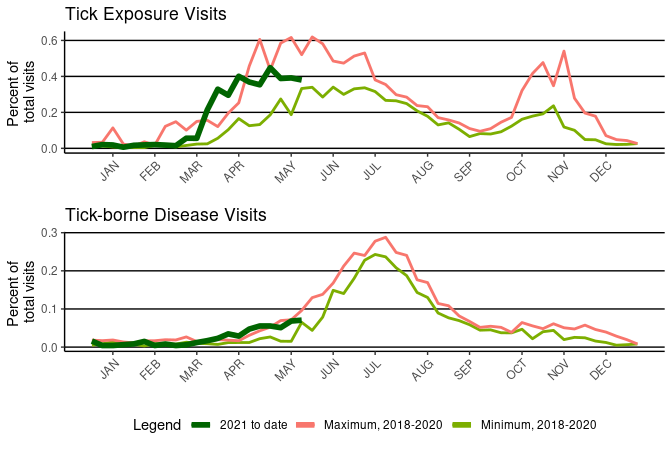 Tick Exposure Visits
Percent of
total visits
0.6
0.4
0.2
0.0
JAN FEB MAR APR MAY JUN JUL AUG SEP OCT NOV DEC
Tick-borne Disease Visits
Percent of
total visits
0.3
0.2
0.1
0.0
JAN FEB MAR APR MAY JUN JUL AUG SEP OCT NOV DEC
Legend 2021 to date Maximum, 2018-2020 Minimum, 2018-2020